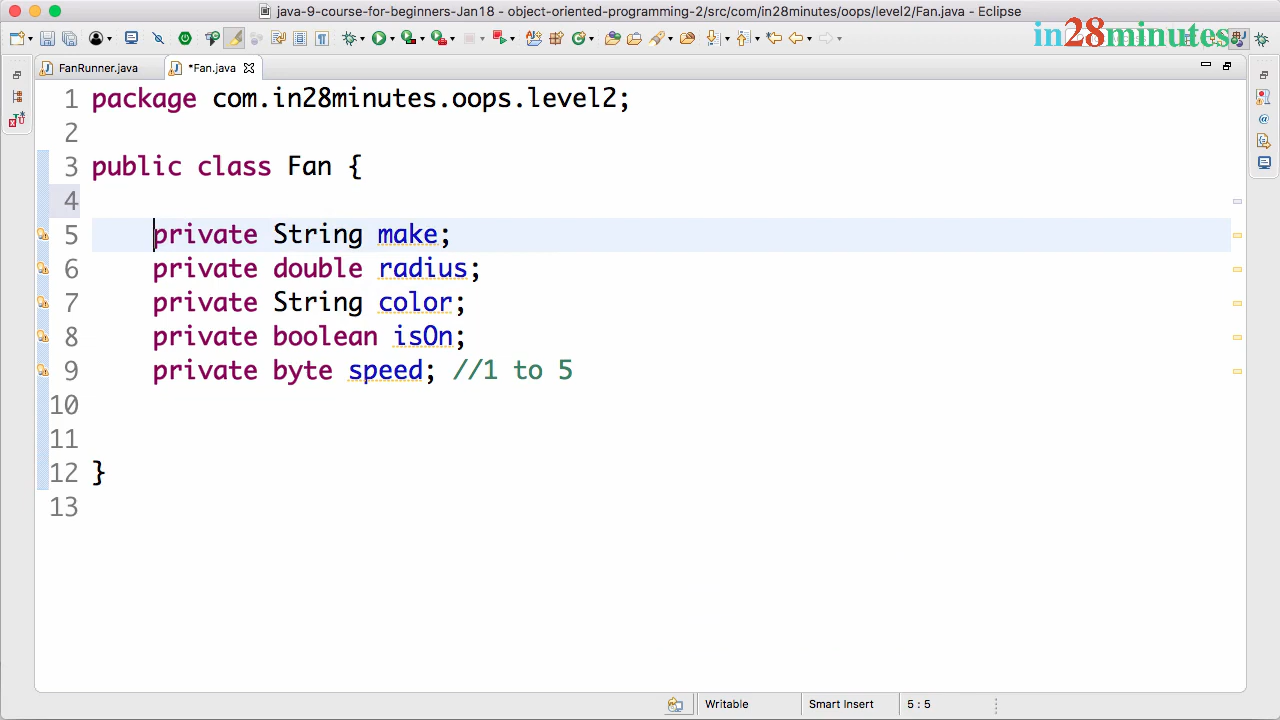 java-9-course-for-beginners-Jan18 - object-oriented-programming-2/src/com/in28minutes/oops/level2/Fan.java - Eclipse
in28minutes
FanRunner.java
*Fan.java
1 package com.in28minutes.oops.level2;
2
3 public class Fan {
4
5 private String make;
6 private double radius;
7 private String color;
8 private boolean isOn;
9 private byte speed; //1 to 5
10
11
12 }
13
Writable
Smart Insert
5 : 5